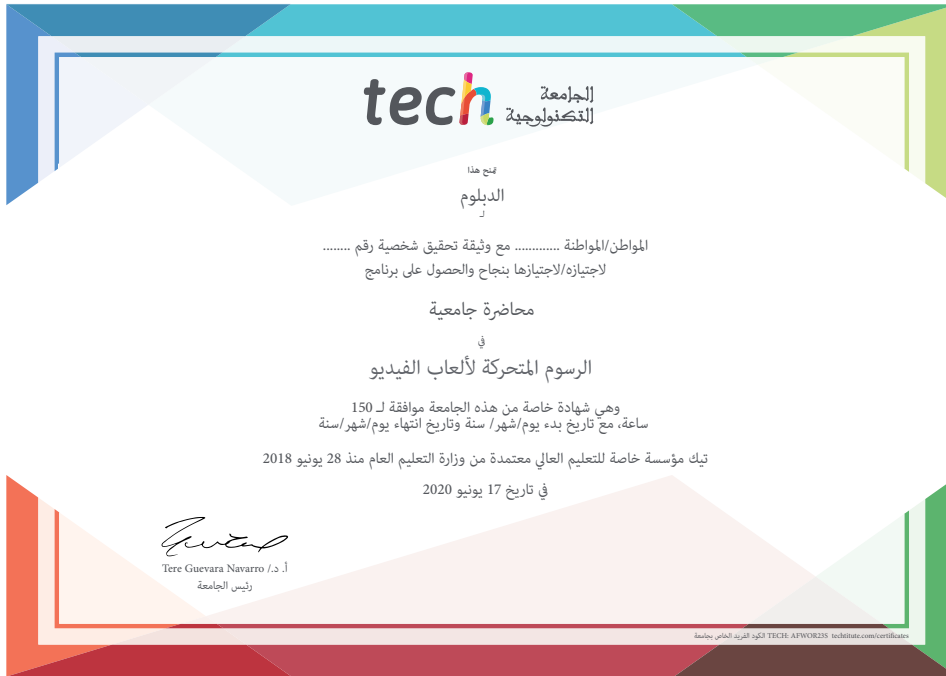 tech الجامعة
التكنولوجية
تمنح هذا
الدبلوم
لـ
المواطن/المواطنة ............ مع وثيقة تحقيق شخصية رقم ........
لاجتيازه/لاجتيازها بنجاح والحصول على برنامج
محاضرة جامعية
في
الرسوم المتحركة لألعاب الفيديو
وهي شهادة خاصة من هذه الجامعة موافقة لـ 150
ساعة، مع تاريخ بدء يوم/شهر/ سنة وتاريخ انتهاء يوم/شهر/سنة
تيك مؤسسة خاصة للتعليم العالي معتمدة من وزارة التعليم العام منذ 28 يونيو 2018
في تاريخ 17 يونيو 2020
أ. د./ Tere Guevara Navarro
رئيس الجامعة
الكود الفريد الخاص بجامعة TECH: AFWOR23S techtitute.com/certificates